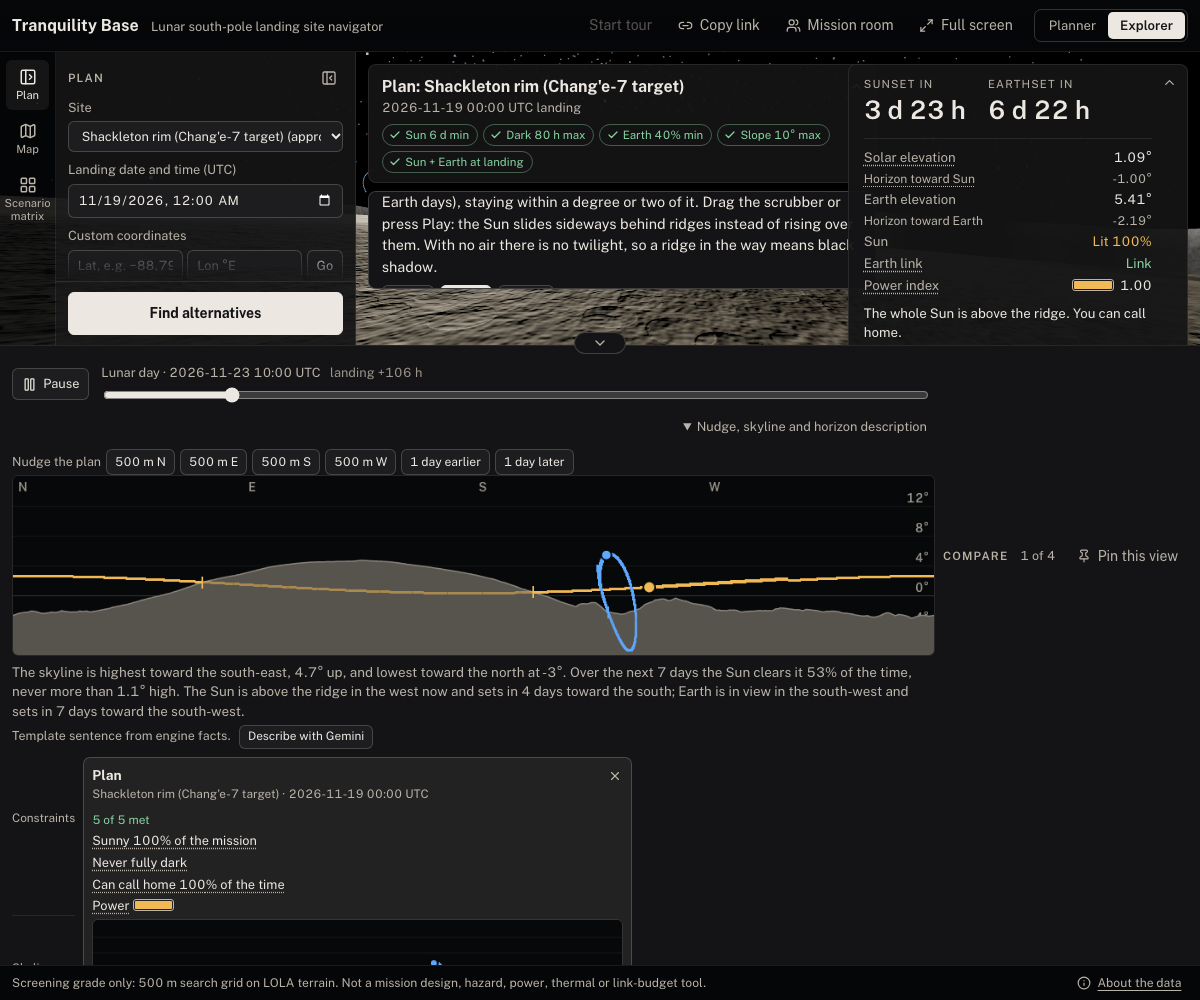 Tranquility Base Lunar south-pole landing site navigator
Start tour Copy link Mission room Full screen Planner Explorer
Plan
Map
Scenario
matrix
PLAN
Site
Shackleton rim (Chang'e-7 target) (appro
Landing date and time (UTC)
11/19/2026, 12:00 AM
Custom coordinates
Lat, e.g. -88.79 Lon °E Go
Find alternatives
Plan: Shackleton rim (Chang'e-7 target)
2026-11-19 00:00 UTC landing
Sun 6 d min Dark 80 h max Earth 40% min Slope 10° max
Sun + Earth at landing
Earth days), staying within a degree or two of it. Drag the scrubber or
press Play: the Sun slides sideways behind ridges instead of rising ove
them. With no air there is no twilight, so a ridge in the way means blac
shadow.
SUNSET IN EARTHSET IN
3 d 23 h 6 d 22 h
Solar elevation 1.09°
Horizon toward Sun -1.00°
Earth elevation 5.41°
Horizon toward Earth -2.19°
Sun Lit 100%
Earth link Link
Power index 1.00
The whole Sun is above the ridge. You can call
home.
Pause
Lunar day · 2026-11-23 10:00 UTC landing +106 h
▼ Nudge, skyline and horizon description
Nudge the plan 500 m N 500 m E 500 m S 500 m W 1 day earlier 1 day later
N E S W
12°
8°
4°
0°
COMPARE 1 of 4 Pin this view
The skyline is highest toward the south-east, 4.7° up, and lowest toward the north at -3°. Over the next 7 days the Sun clears it 53% of the time,
never more than 1.1° high. The Sun is above the ridge in the west now and sets in 4 days toward the south; Earth is in view in the south-west and
sets in 7 days toward the south-west.
Template sentence from engine facts. Describe with Gemini
Plan
Shackleton rim (Chang'e-7 target) · 2026-11-19 00:00 UTC
Constraints
5 of 5 met
Sunny 100% of the mission
Never fully dark
Can call home 100% of the time
Power
Screening grade only: 500 m search grid on LOLA terrain. Not a mission design, hazard, power, thermal or link-budget tool.
About the data